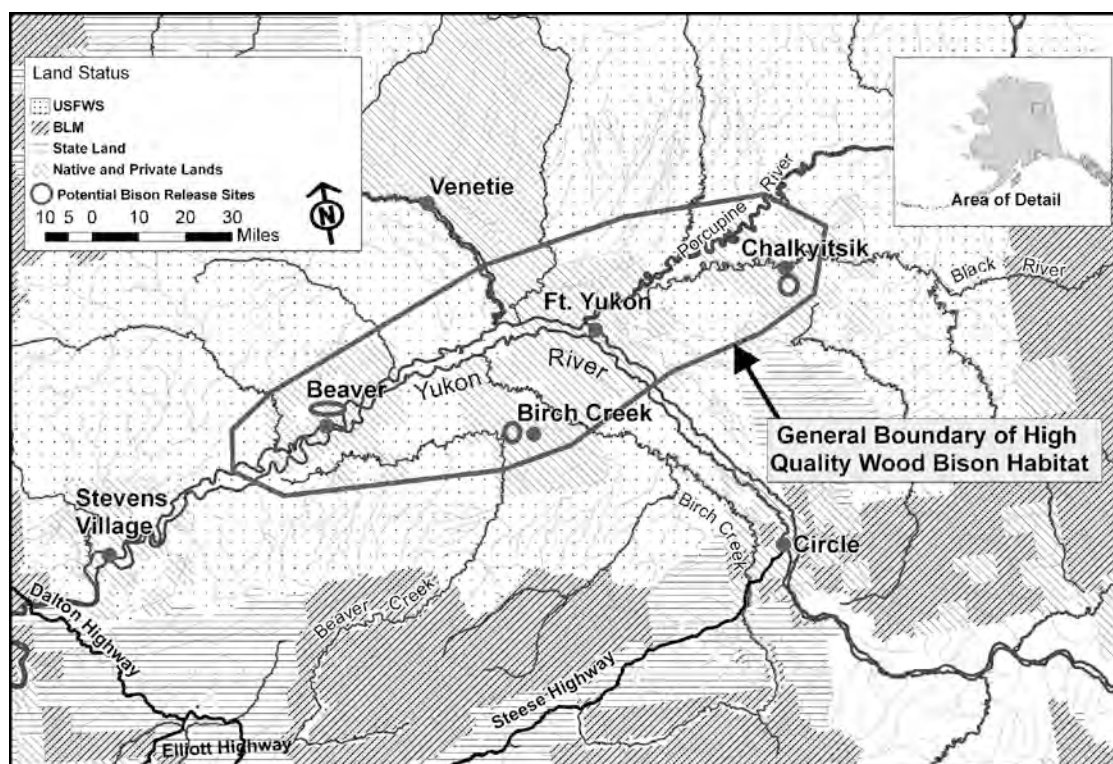 Land Status
USFWS
BLM
State Land
Native and Private Lands
Potential Bison Release Sites
10 5 0 10 20 30
Miles
N
Area of Detail
Venetie
Porcupine River
Chalkyitsik
Black River
Ft. Yukon
Yukon River
Beaver
Birch Creek
General Boundary of High
Quality Wood Bison Habitat
Stevens
Village
Birch Creek
Circle
Beaver Creek
Dalton Highway
Steese Highway
Elliott Highway